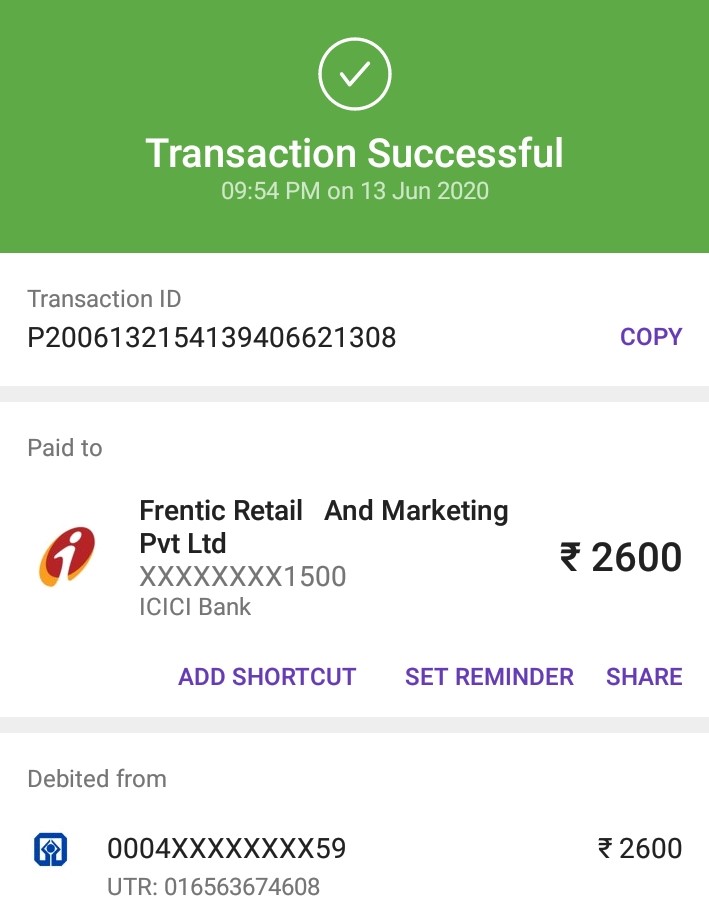 Transaction Successful
09:54 PM on 13 Jun 2020
Transaction ID
P2006132154139406621308
COPY
Paid to
Frentic Retail   And Marketing
Pvt Ltd
₹ 2600
XXXXXXXX1500
ICICI Bank
ADD SHORTCUT
SET REMINDER
SHARE
Debited from
0004XXXXXXXX59
₹ 2600
UTR: 016563674608